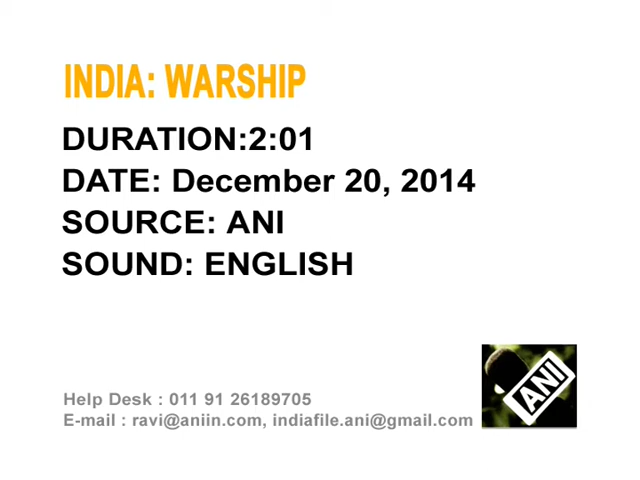 INDIA: WARSHIP
DURATION:2:01
DATE: December 20, 2014
SOURCE: ANI
SOUND: ENGLISH
Help Desk : 011 91 26189705
E-mail : ravi@aniin.com, indiafile.ani@gmail.com
ANI